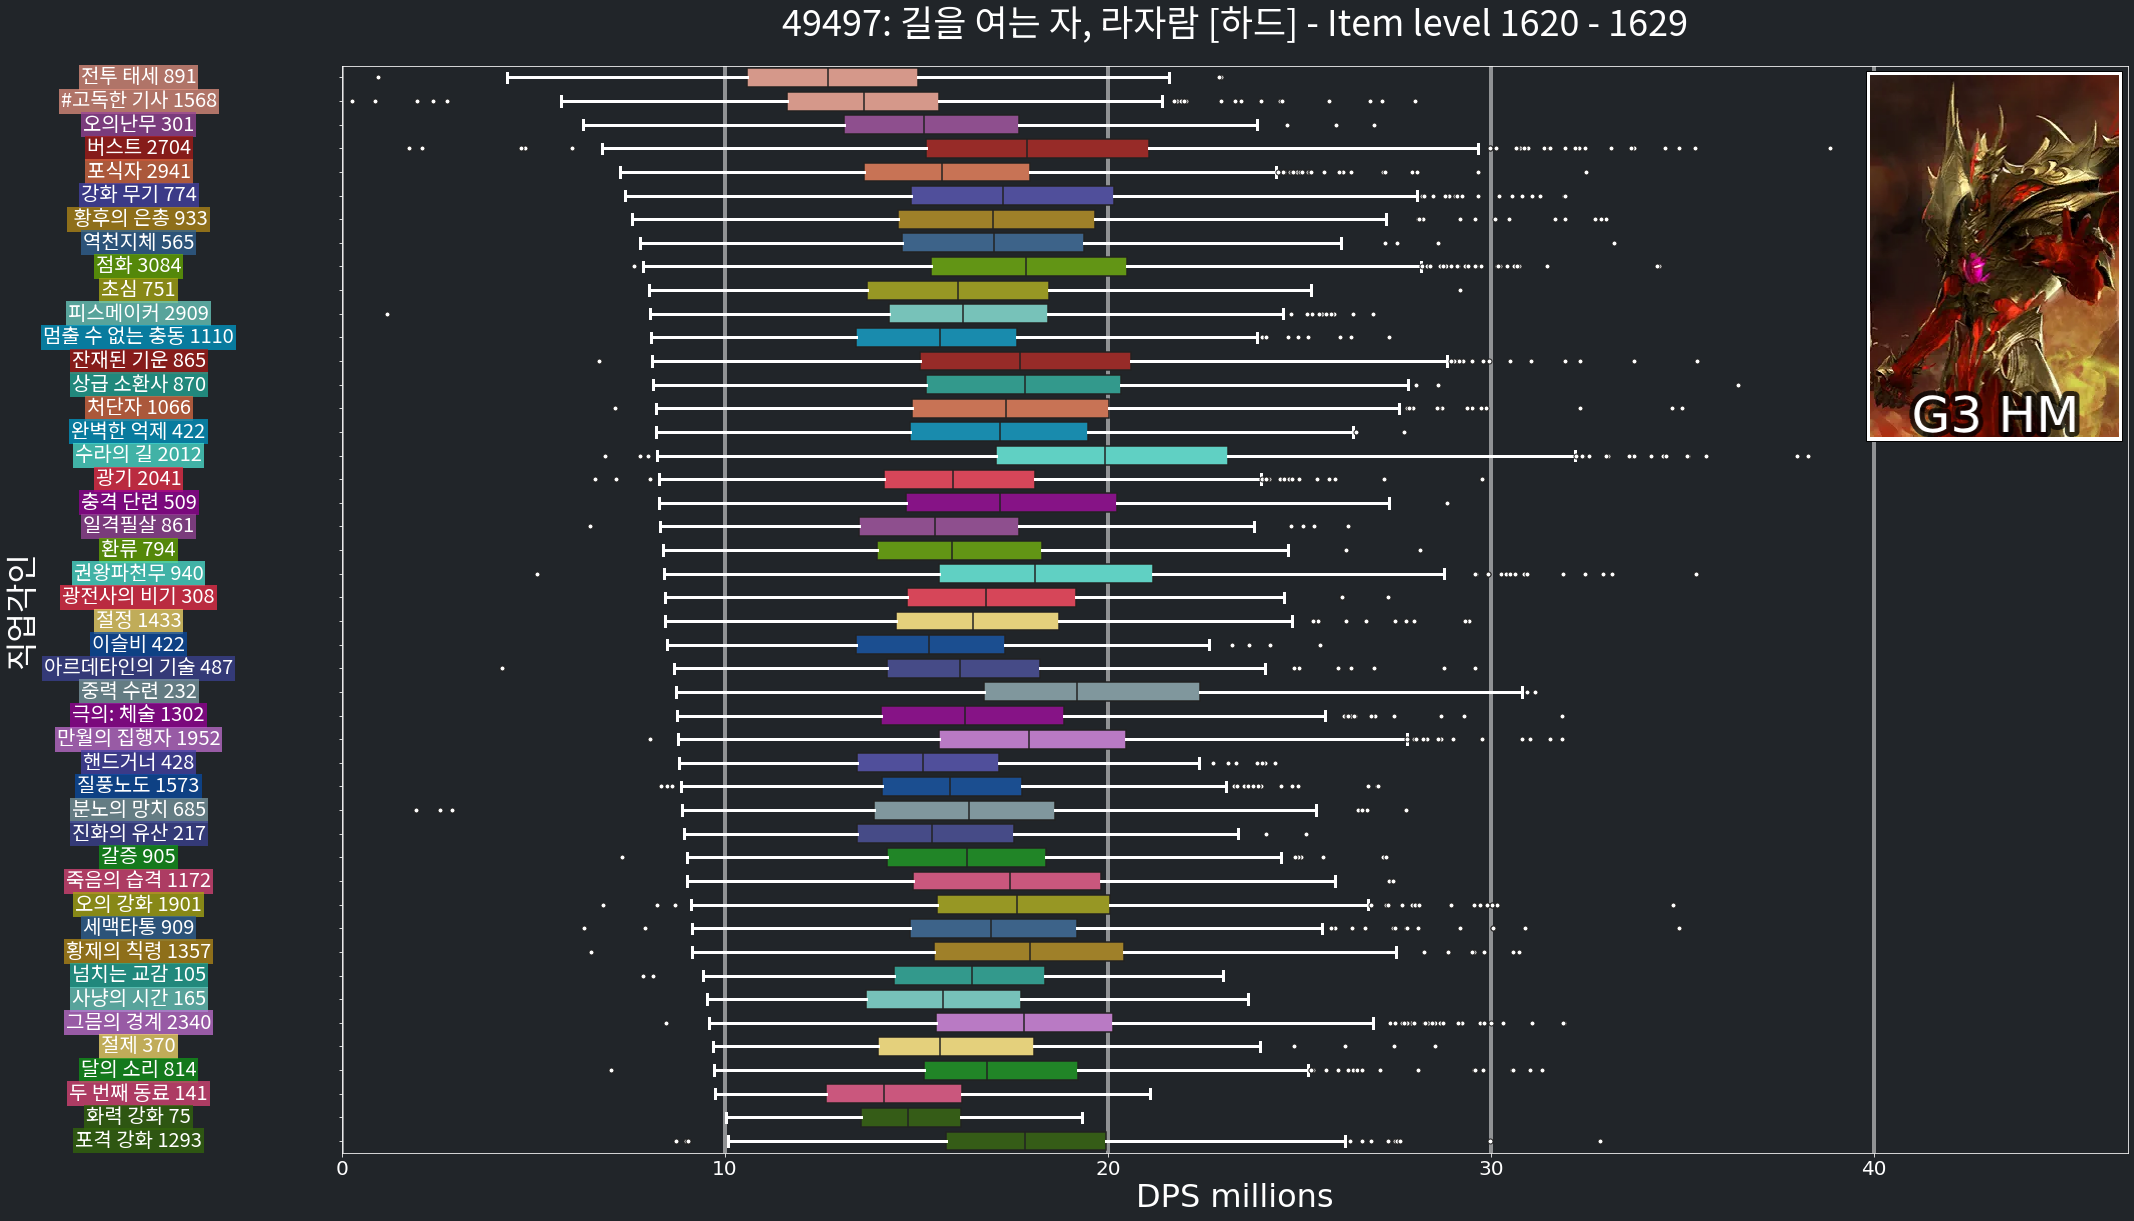 49497: 길을 여는 자, 라자람 [하드] - Item level 1620 - 1629
전투 태세 891
#고독한 기사 1568
오의난무 301
버스트 2704
포식자 2941
강화 무기 774
황후의 은총 933
역천지체 565
점화 3084
초심 751
피스메이커 2909
멈출 수 없는 충동 1110
잔재된 기운 865
상급 소환사 870
처단자 1066
완벽한 억제 422
수라의 길 2012
광기 2041
충격 단련 509
일격필살 861
환류 794
권왕파천무 940
광전사의 비기 308
절정 1433
이슬비 422
아르데타인의 기술 487
중력 수련 232
극의: 체술 1302
만월의 집행자 1952
핸드거너 428
질풍노도 1573
분노의 망치 685
진화의 유산 217
갈증 905
죽음의 습격 1172
오의 강화 1901
세맥타통 909
황제의 칙령 1357
넘치는 교감 105
사냥의 시간 165
그믐의 경계 2340
절제 370
달의 소리 814
두 번째 동료 141
화력 강화 75
포격 강화 1293
직업각인
G3 HM
0 10 20 30 40
DPS millions